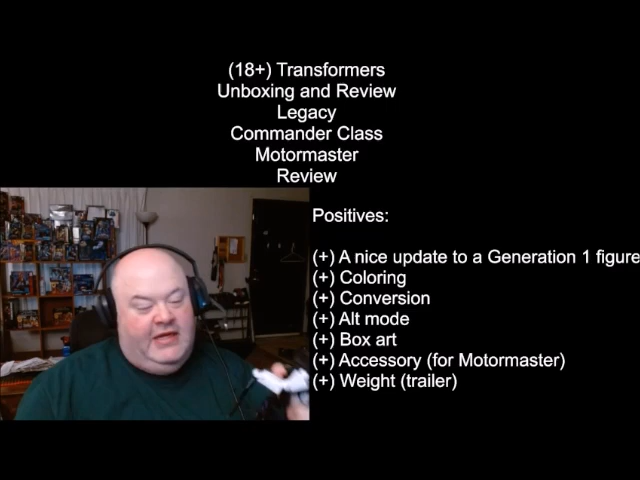 (18+) Transformers
Unboxing and Review
Legacy
Commander Class
Motormaster
Review
Positives:
(+) A nice update to a Generation 1 figure
(+) Coloring
(+) Conversion
(+) Alt mode
(+) Box art
(+) Accessory (for Motormaster)
(+) Weight (trailer)